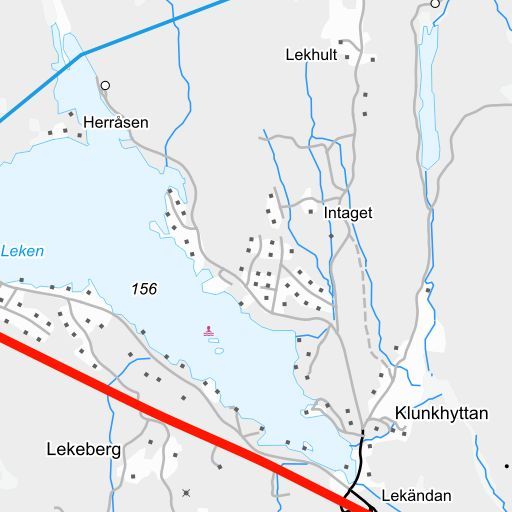 Lekhult
Herråsen
Intaget
Leken
156
Klunkhyttan
Lekeberg
Lekändan